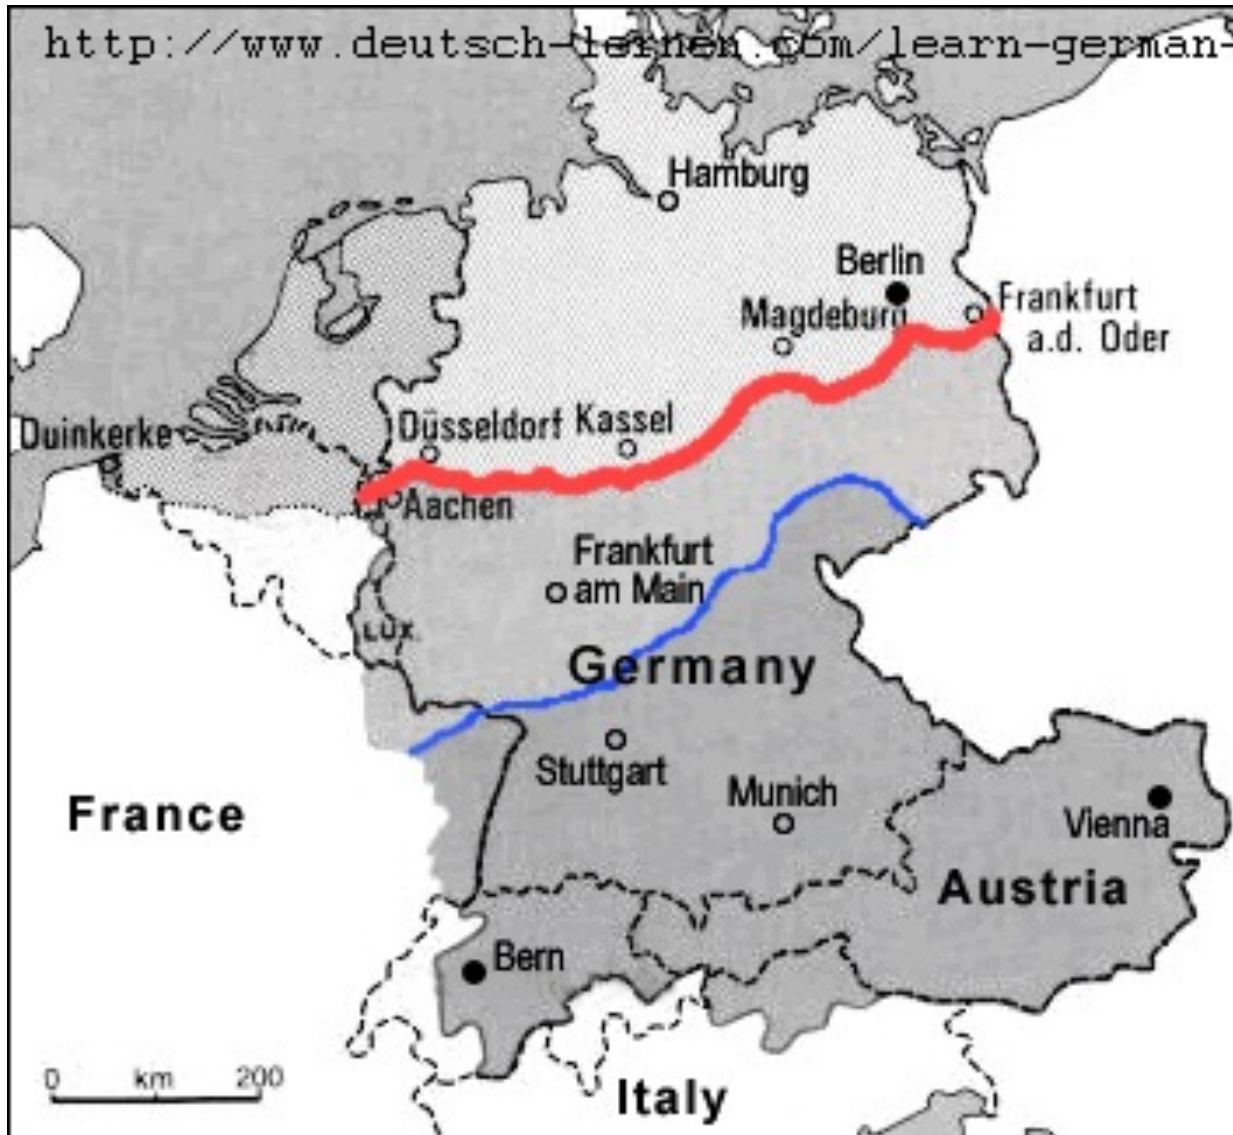 http://www.deutsch-lernen.com/learn-german-
Hamburg
Berlin
Magdeburg
Frankfurt
a.d. Oder
Duinkerke
Düsseldorf
Kassel
Aachen
Frankfurt
am Main
LUX.
Germany
Stuttgart
Munich
France
Vienna
Austria
Bern
0 km 200
Italy